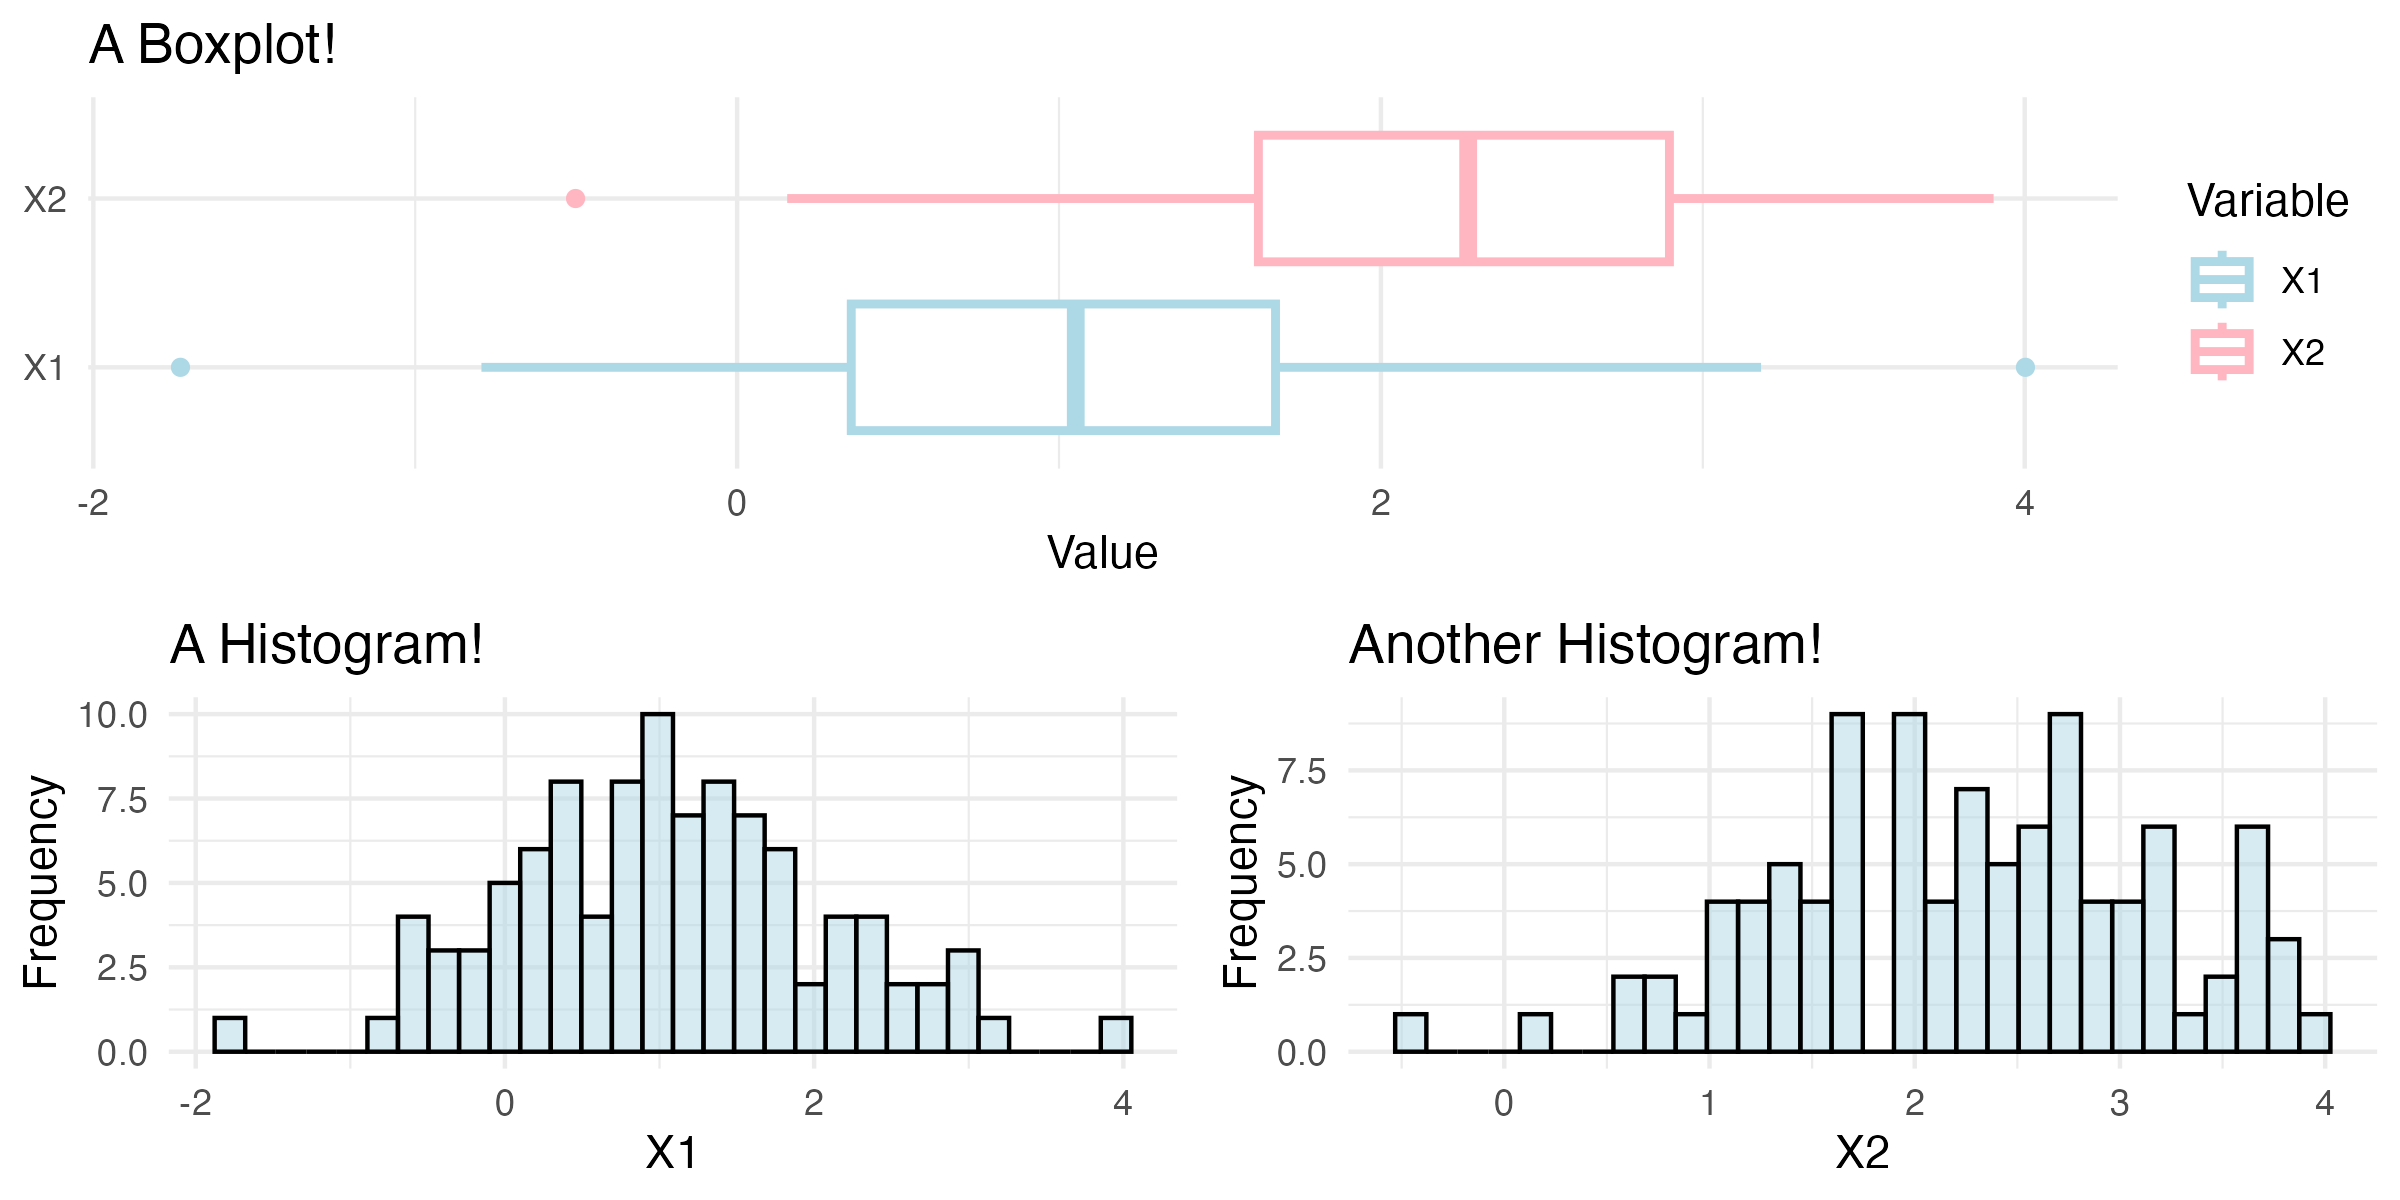 A Boxplot!
X2
X1
-2 0 2 4
Value
Variable
X1
X2
A Histogram!
10.0
7.5
5.0
2.5
0.0
Frequency
-2 0 2 4
X1
Another Histogram!
7.5
5.0
2.5
0.0
Frequency
0 1 2 3 4
X2